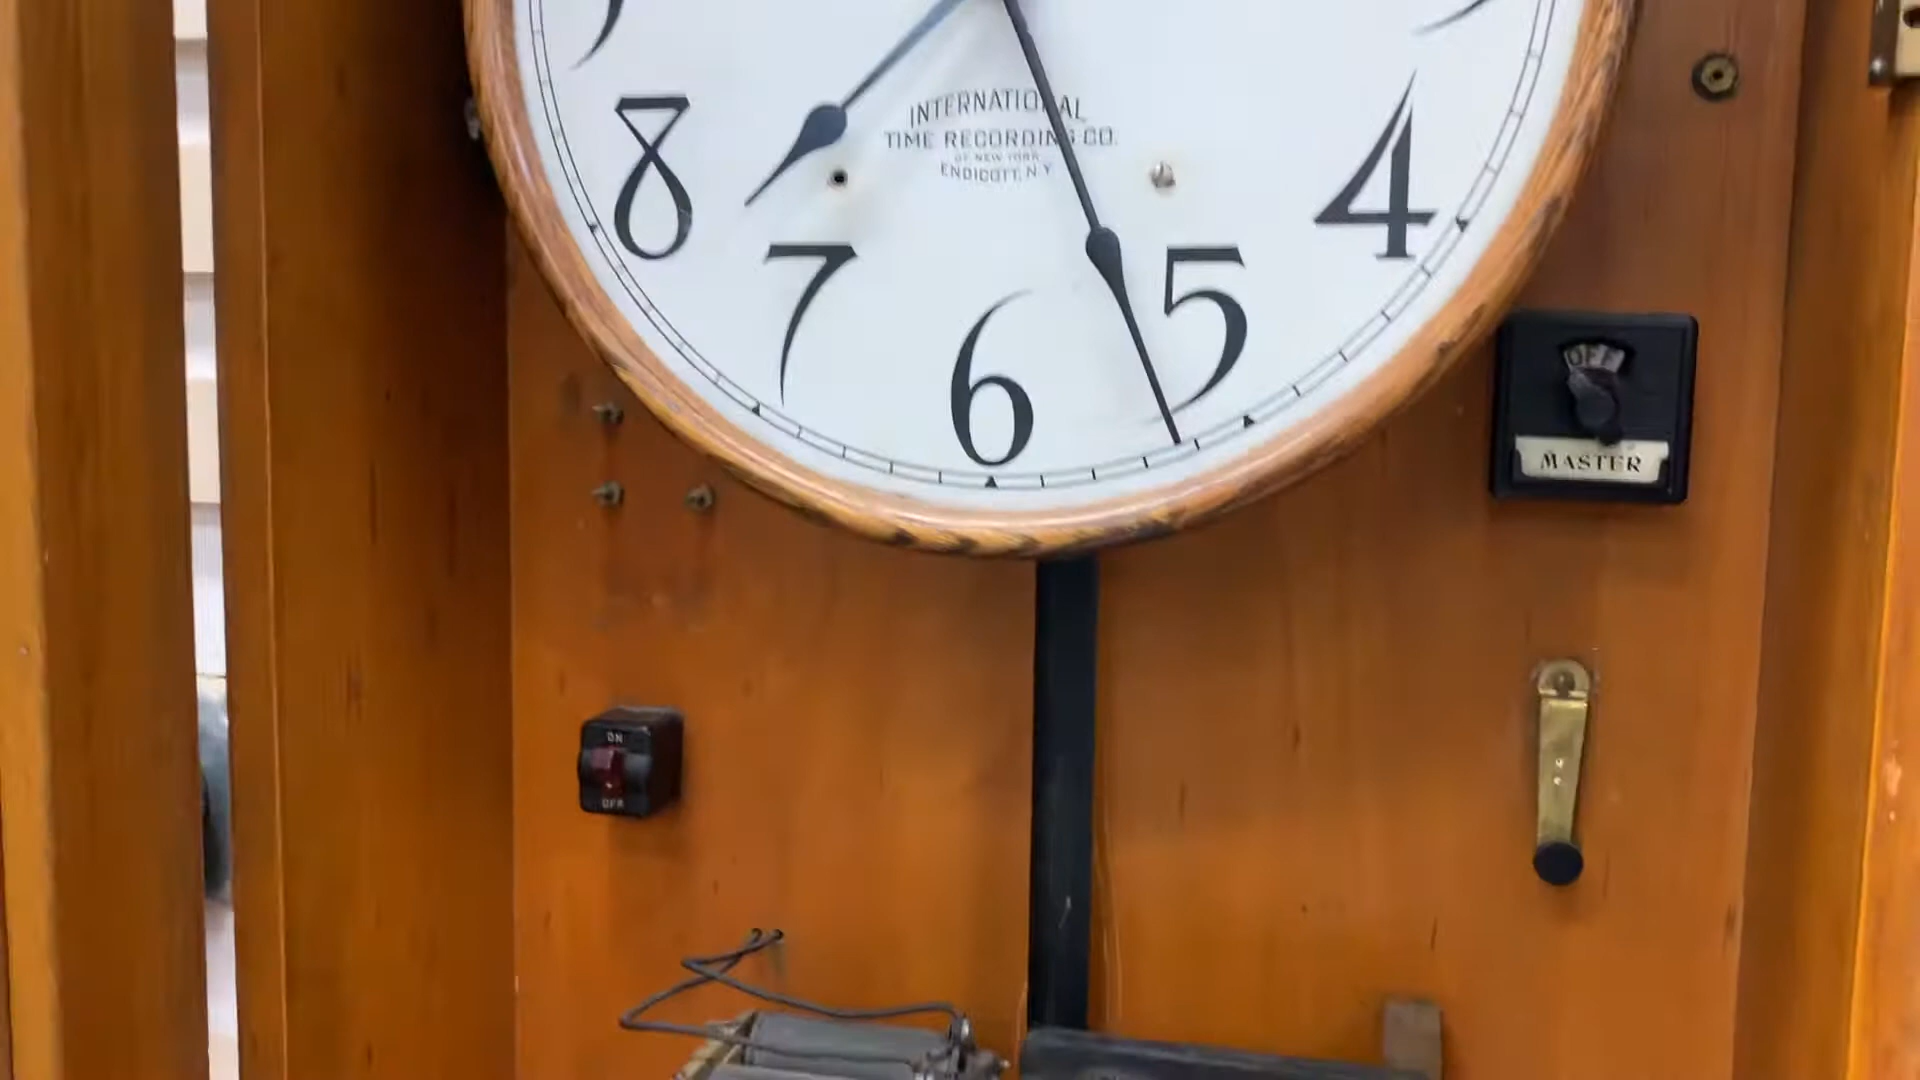 8
4
7
5
6
INTERNATIONAL
TIME RECORDING CO.
OF NEW YORK
ENDICOTT, N.Y
OFF
MASTER
ON
OFF